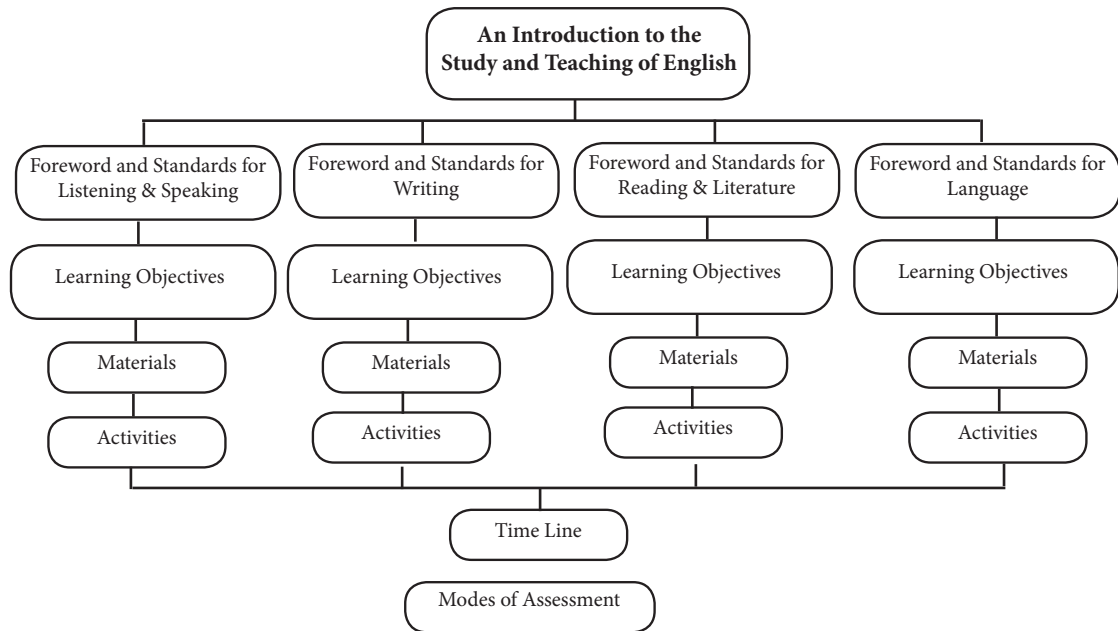 An Introduction to the
Study and Teaching of English
Foreword and Standards for
Listening & Speaking
Foreword and Standards for
Writing
Foreword and Standards for
Reading & Literature
Foreword and Standards for
Language
Learning Objectives
Learning Objectives
Learning Objectives
Learning Objectives
Materials
Materials
Materials
Materials
Activities
Activities
Activities
Activities
Time Line
Modes of Assessment